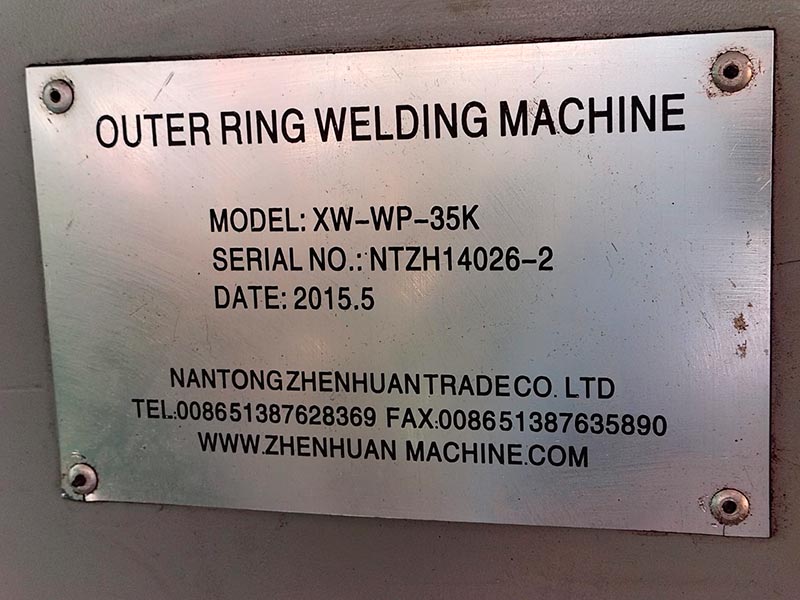 OUTER RING WELDING MACHINE
MODEL: XW-WP-35K
SERIAL NO.: NTZH14026-2
DATE: 2015.5
NANTONG ZHENHUAN TRADE CO. LTD
TEL:008651387628369 FAX:008651387635890
WWW.ZHENHUAN MACHINE.COM